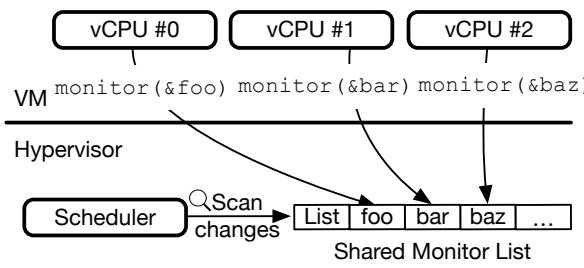 vCPU #0 vCPU #1 vCPU #2
VM monitor(&foo) monitor(&bar) monitor(&baz)
Hypervisor
Scheduler Scan changes List foo bar baz ...
Shared Monitor List